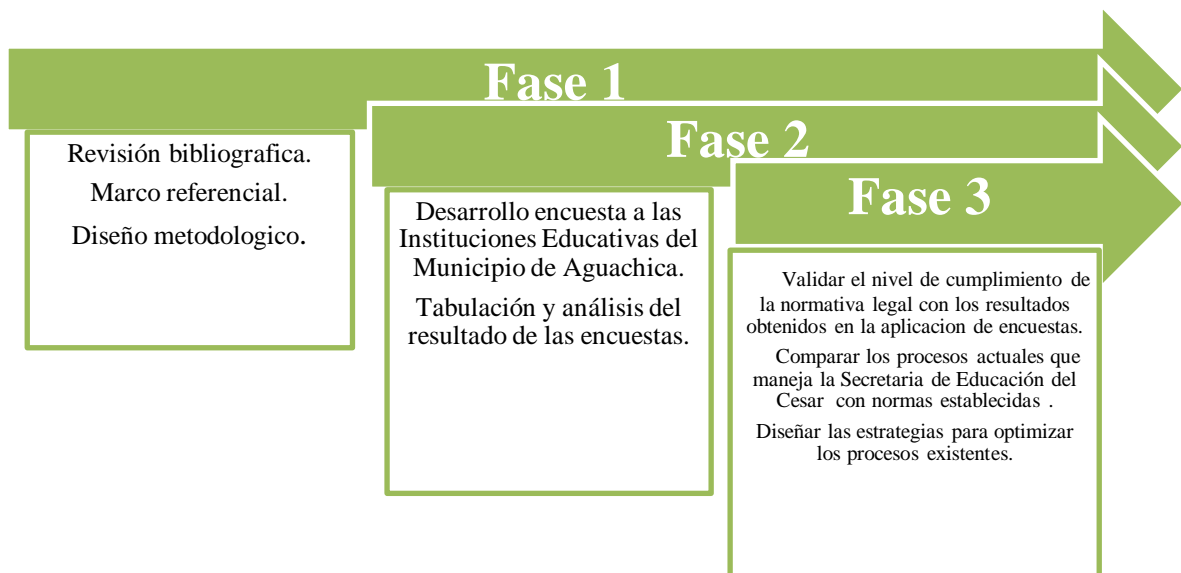 Fase 1
Revisión bibliografica.
Marco referencial.
Diseño metodologico.
Fase 2
Desarrollo encuesta a las
Instituciones Educativas del
Municipio de Aguachica.
Tabulación y análisis del
resultado de las encuestas.
Fase 3
Validar el nivel de cumplimiento de
la normativa legal con los resultados
obtenidos en la aplicacion de encuestas.
Comparar los procesos actuales que
maneja la Secretaria de Educación del
Cesar con normas establecidas .
Diseñar las estrategias para optimizar
los procesos existentes.